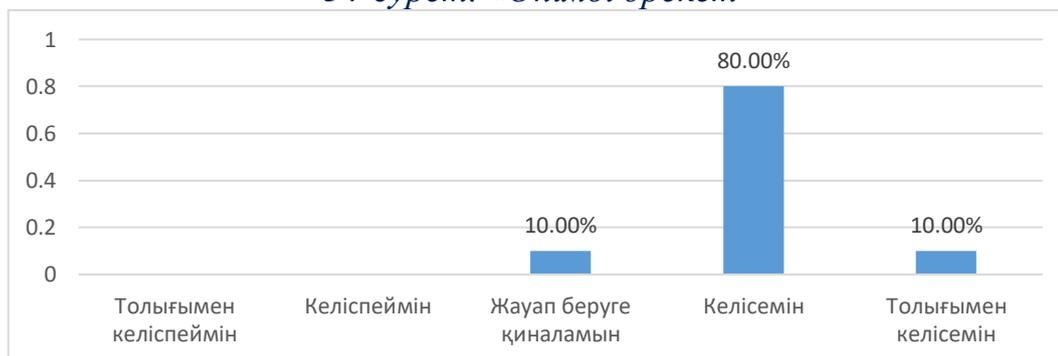 1
80.00%
0.8
0.6
0.4
10.00%
10.00%
0.2
0
Толығымен келіспеймін
Келіспеймін
Жауап беруге қиналамын
Келісемін
Толығымен келісемін